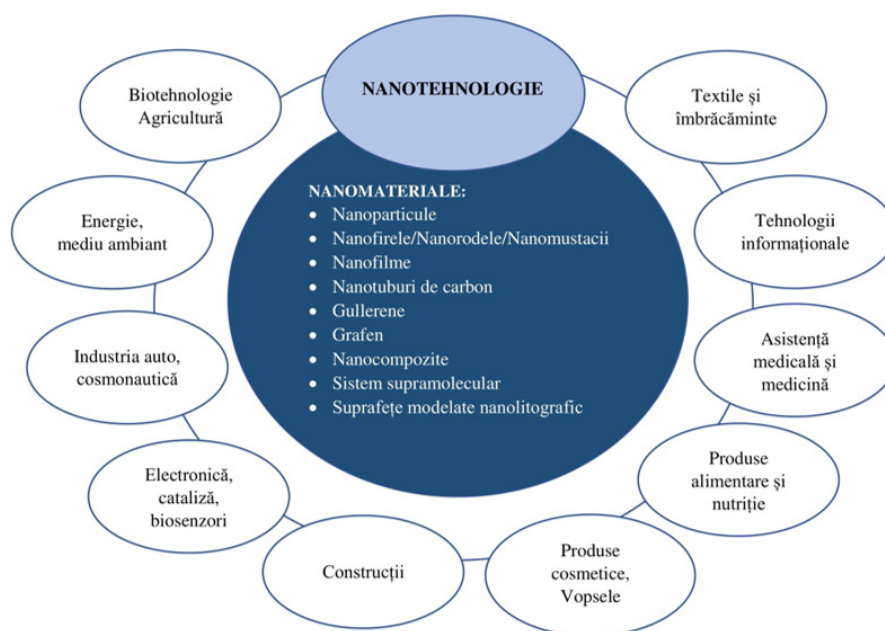 NANOTEHNOLOGIE
Biotehnologie
Agricultură
Textile și
îmbrăcăminte
NANOMATERIALE:
• Nanoparticule
• Nanofirele/Nanorodele/Nanomustacii
• Nanofilme
• Nanotuburi de carbon
• Gullerene
• Grafen
• Nanocompozite
• Sistem supramolecular
• Suprafețe modelate nanolitografic
Energie,
mediu ambiant
Tehnologii
informaționale
Industria auto,
cosmonautică
Asistență
medicală și
medicină
Electronică,
cataliză,
biosenzori
Produse
alimentare și
nutriție
Construcții
Produse
cosmetice,
Vopsele